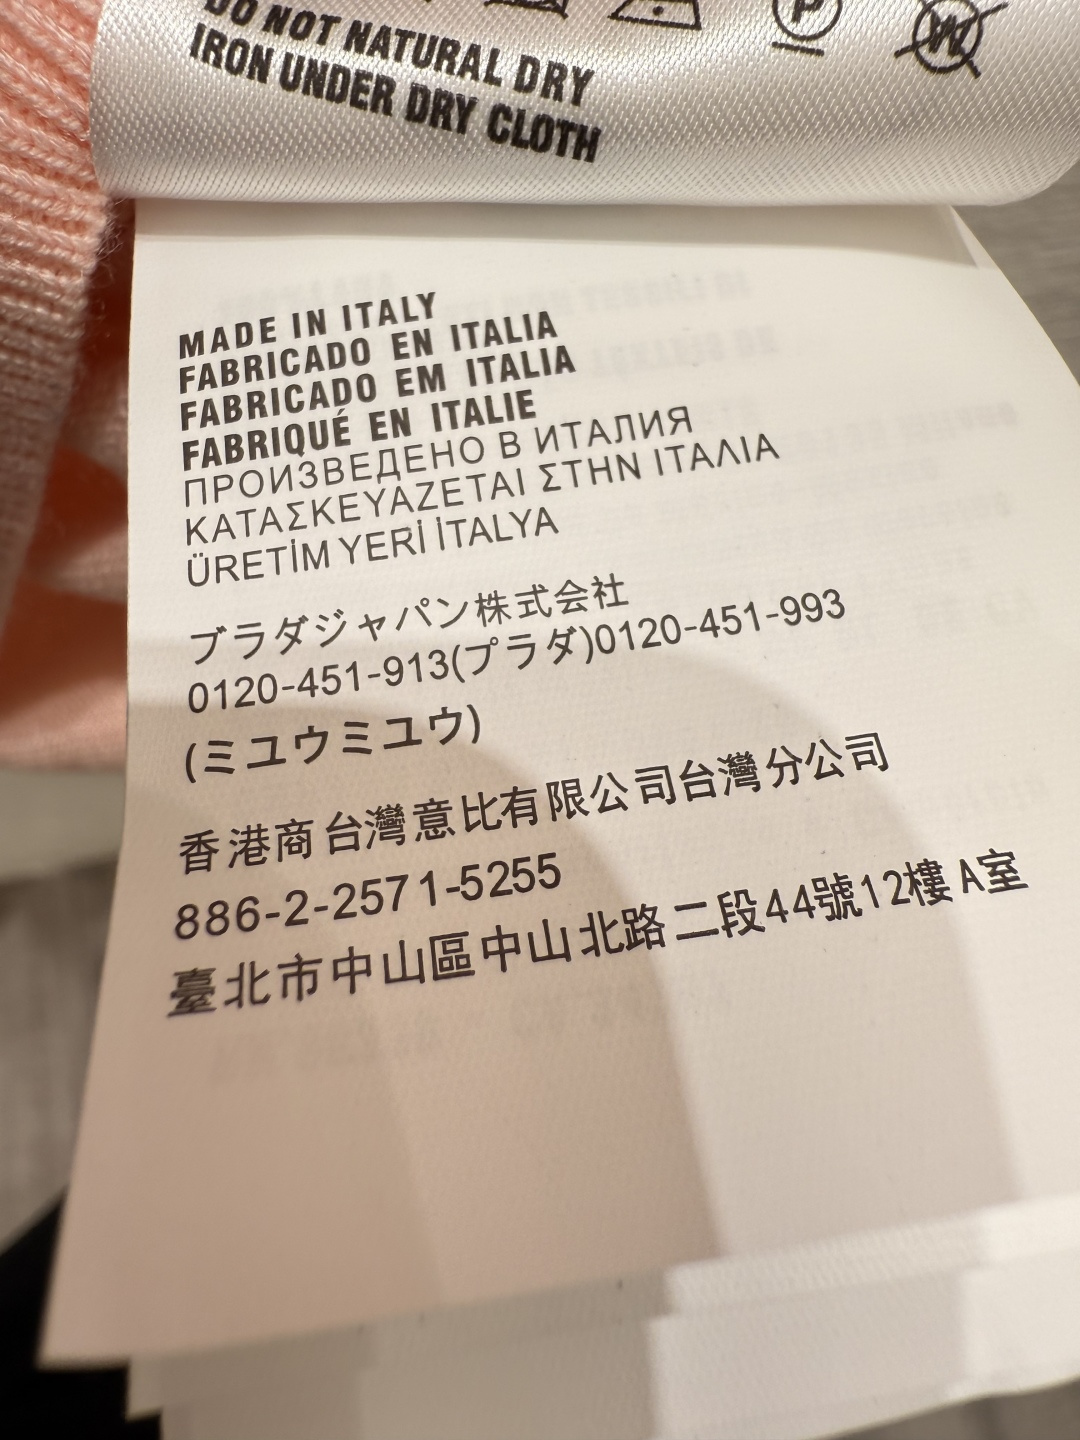 DO NOT NATURAL DRY
IRON UNDER DRY CLOTH
MADE IN ITALY
FABRICADO EN ITALIA
FABRICADO EM ITALIA
FABRIQUÉ EN ITALIE
ПРОИЗВЕДЕНО В ИТАЛИЯ
ΚΑΤΑΣΚΕΥΑΖΕΤΑΙ ΣΤΗΝ ΙΤΑΛΙΑ
ÜRETİM YERİ İTALYA
プラダジャパン株式会社
0120-451-913(プラダ)0120-451-993
(ミユウミユウ)
香港商台灣意比有限公司台灣分公司
886-2-2571-5255
臺北市中山區中山北路二段44號12樓A室